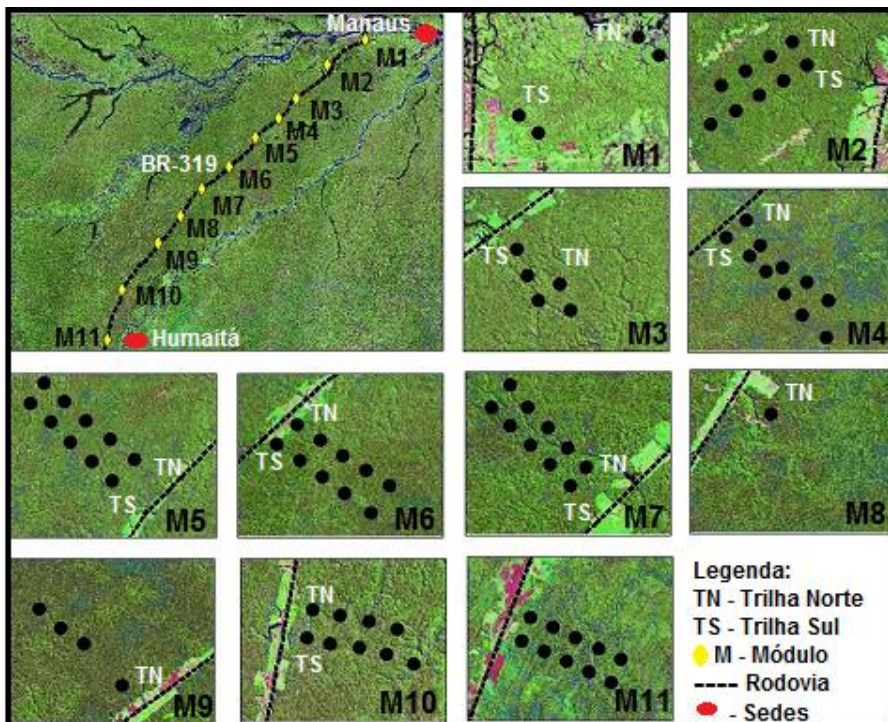 Manaus
M1
M2
M3
M4
M5
BR-319
M6
M7
M8
M9
M10
M11
Humaitá
TN
TS
M1
TN
TS
M2
TS
TN
M3
TN
TS
M4
TN
TS
M5
TN
TS
M6
TN
TS
M7
TN
M8
TN
M9
TN
TS
M10
M11
Legenda:
TN - Trilha Norte
TS - Trilha Sul
M - Módulo
- Rodovia
- Sedes